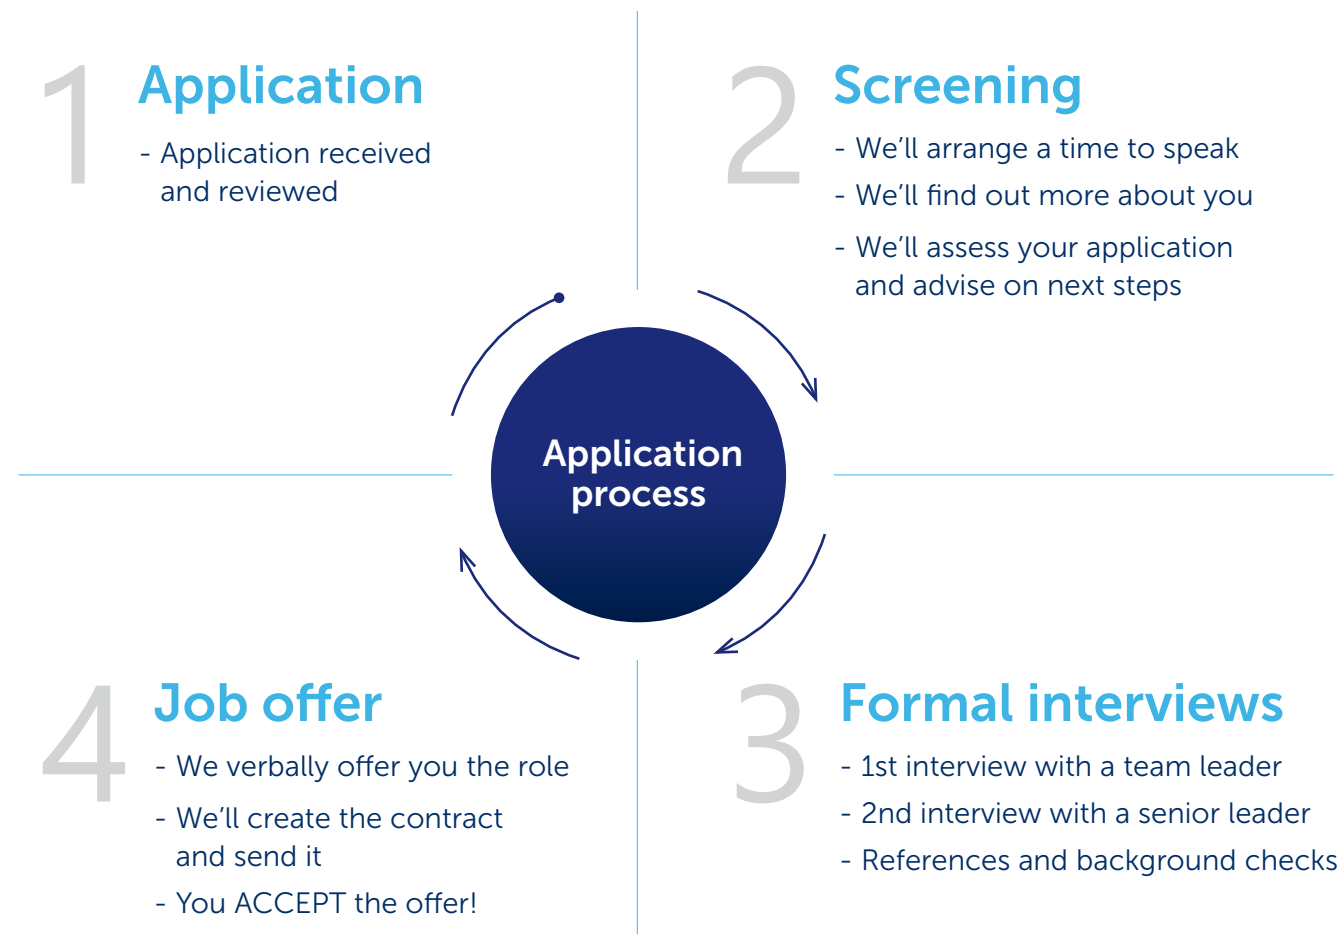 1
Application
- Application received
and reviewed
2
Screening
- We'll arrange a time to speak
- We'll find out more about you
- We'll assess your application
and advise on next steps
Application
process
4
Job offer
- We verbally offer you the role
- We'll create the contract
and send it
- You ACCEPT the offer!
3
Formal interviews
- 1st interview with a team leader
- 2nd interview with a senior leader
- References and background checks